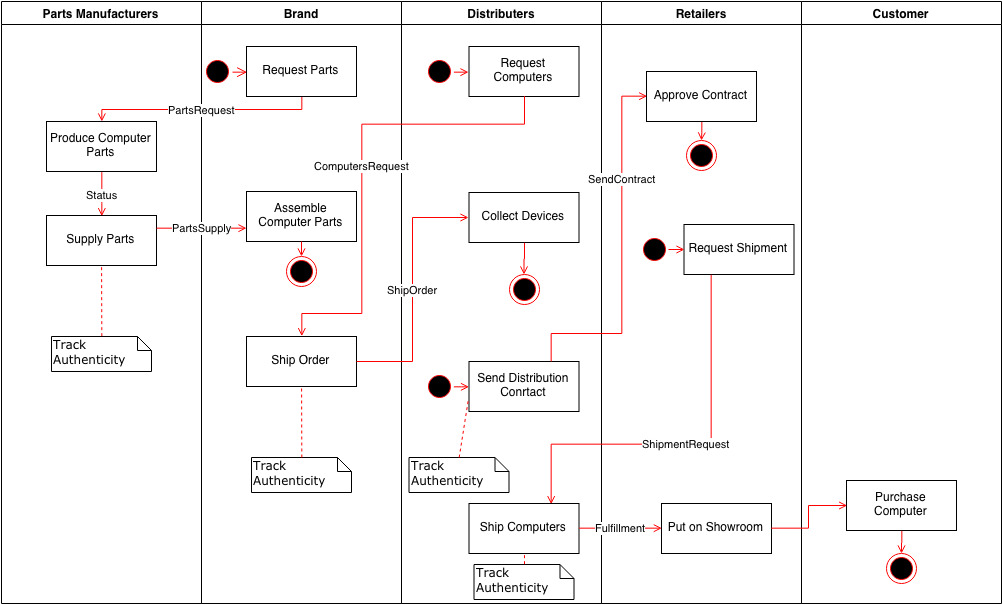 Parts Manufacturers
Brand
Distributers
Retailers
Customer
Request Parts
Request
Computers
Approve Contract
PartsRequest
Produce Computer
Parts
ComputersRequest
SendContract
Status
Assemble
Computer Parts
Collect Devices
Supply Parts
PartsSupply
Request Shipment
ShipOrder
Track
Authenticity
Ship Order
Send Distribution
Conrtact
ShipmentRequest
Track
Authenticity
Track
Authenticity
Purchase
Computer
Ship Computers
Fulfillment
Put on Showroom
Track
Authenticity